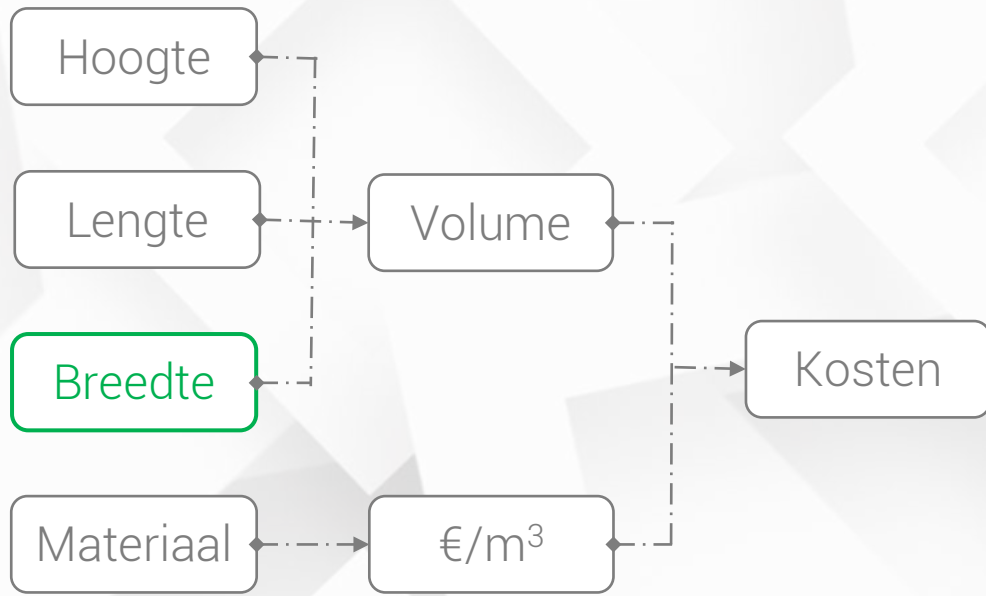 Hoogte
Lengte
Volume
Breedte
Kosten
Materiaal
€/m³